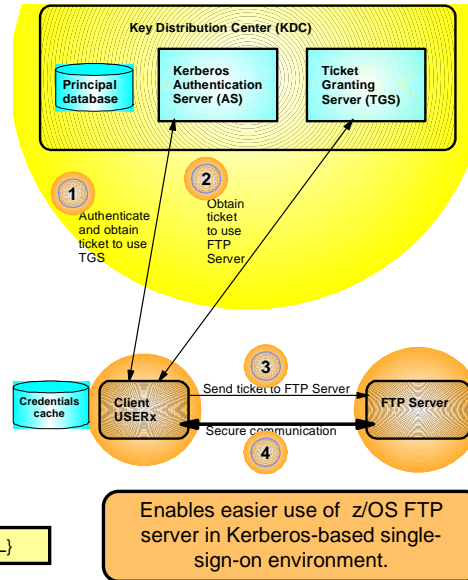 Key Distribution Center (KDC)
Principal
database
Kerberos
Authentication
Server (AS)
Ticket
Granting
Server (TGS)
1
Authenticate
and obtain
ticket to use
TGS
2
Obtain
ticket
to use
FTP
Server
3
Send ticket to FTP Server
Credentials
cache
Client
USERx
FTP Server
Secure communication
4
Enables easier use of z/OS FTP
server in Kerberos-based single-
sign-on environment.
}